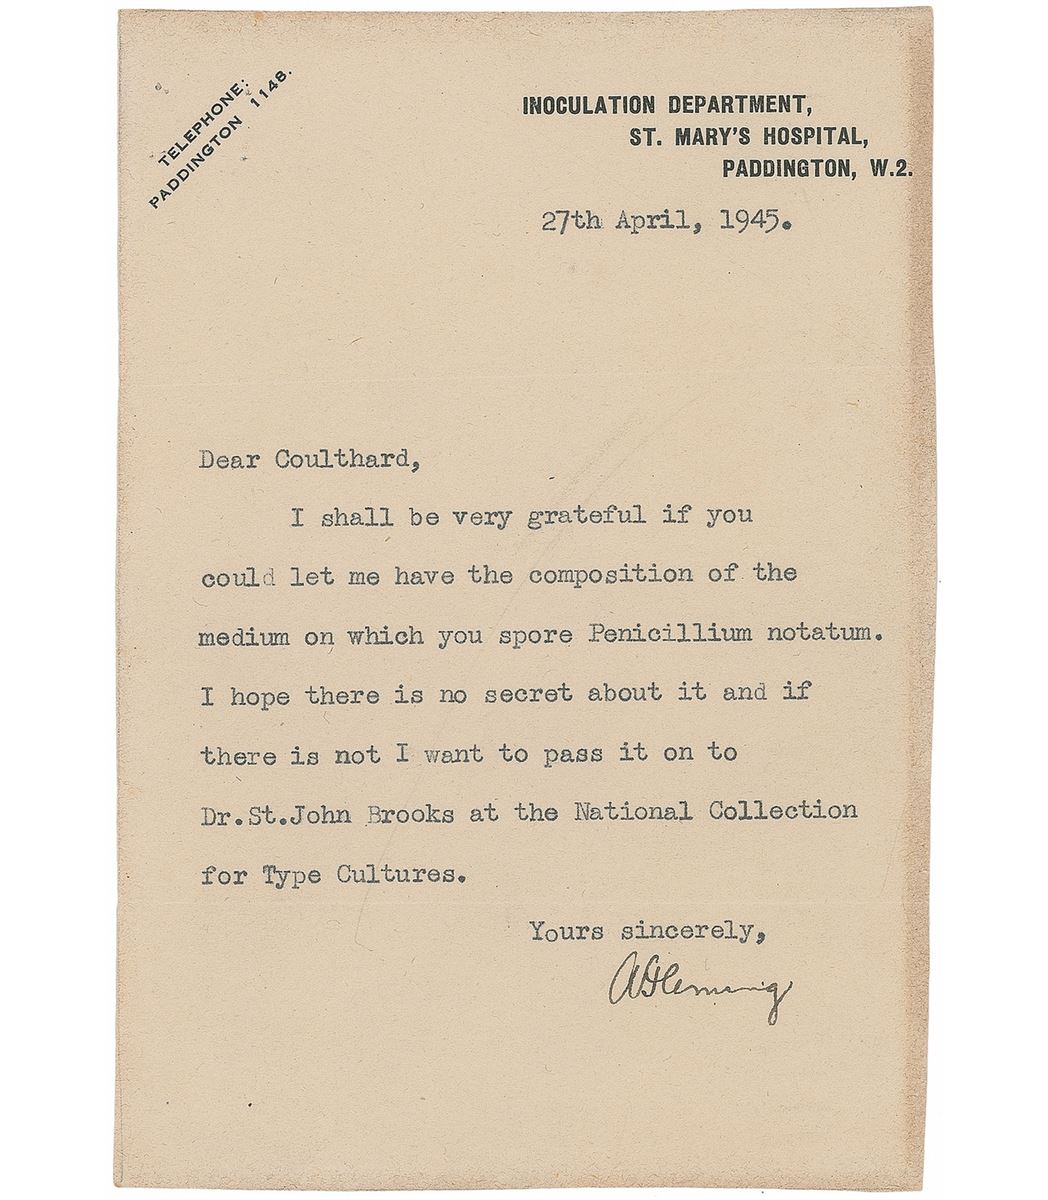 TELEPHONE:
PADDINGTON 1148.
INOCULATION DEPARTMENT,
ST. MARY'S HOSPITAL,
PADDINGTON, W.2.
27th April, 1945.
Dear Coulthard,
I shall be very grateful if you
could let me have the composition of the
medium on which you spore Penicillium notatum.
I hope there is no secret about it and if
there is not I want to pass it on to
Dr.St.John Brooks at the National Collection
for Type Cultures.
Yours sincerely,
A Fleming